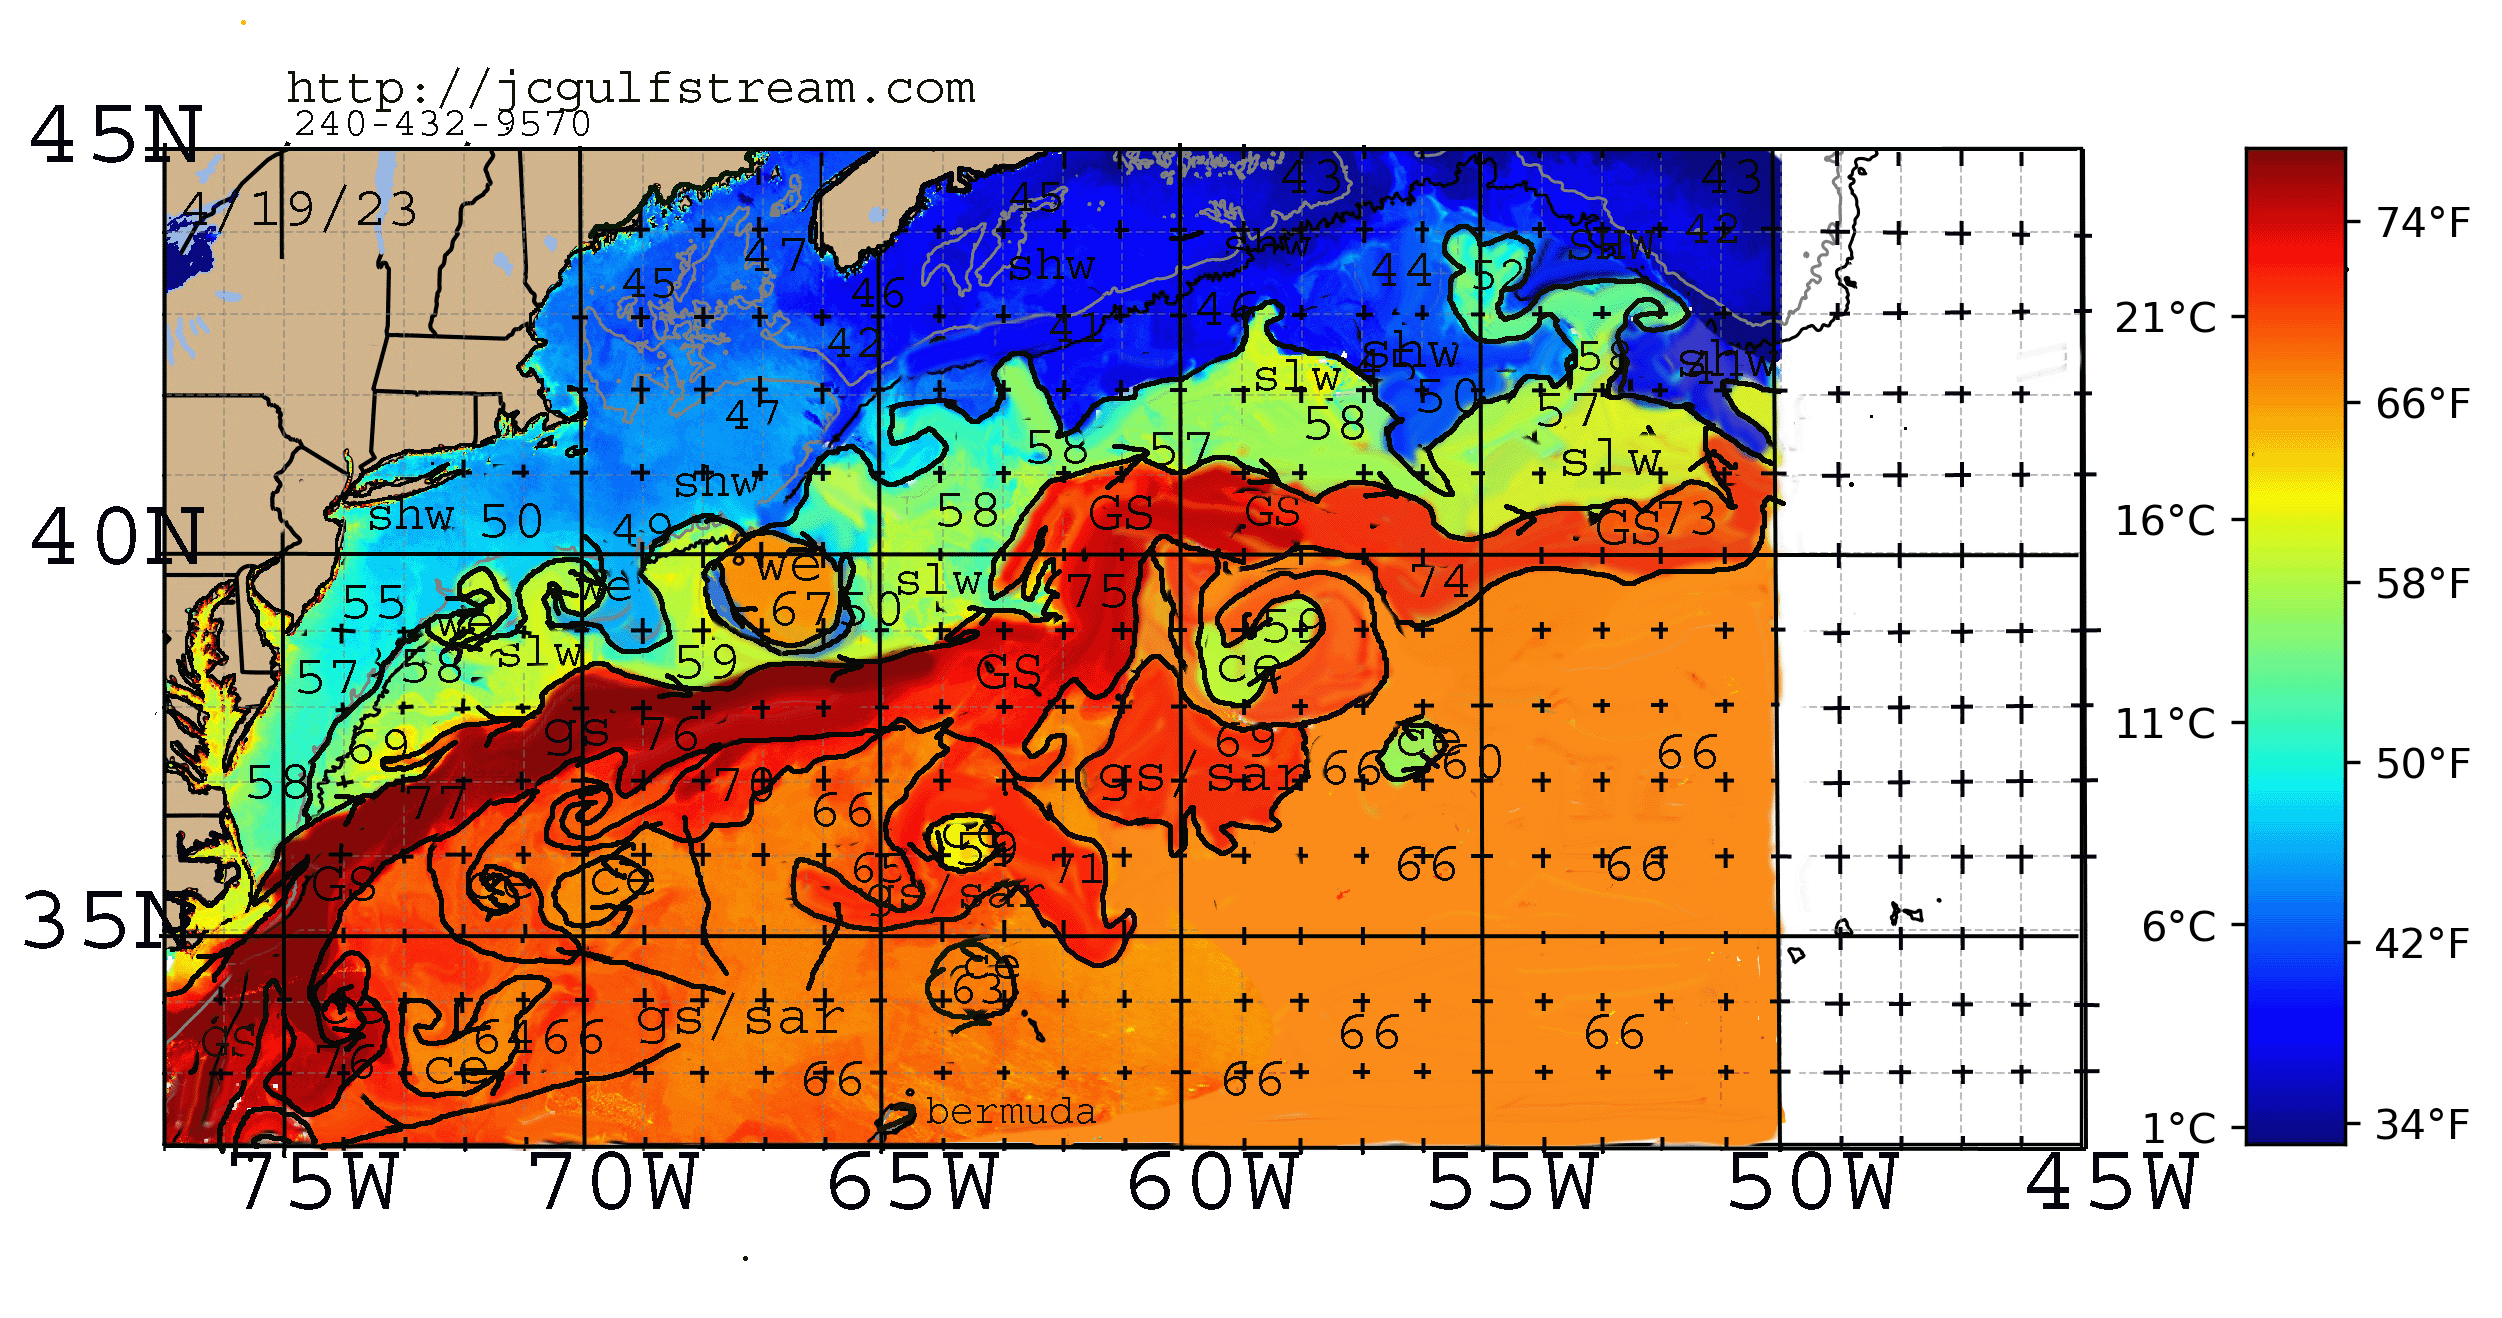 http://jcgulfstream.com
240-432-9570
45N
4/19/23
45 43 43
47 shw 42
45 shw shw 44 52
46 46
42 41 shw 58 shw
slw 50 57
47 58
58 57 slw
shw
shw 50 49 58 GS GS GS 73
40N
we we slw 75 74
55 67 50 59
we
57 58 slw 59 GS ce
gs 76 69 ce 60 66
69 66
58 77 70 gs/sar
66 ce
59
GS ce ce 65 71 66 66
gs/sar
35N
ce
63
ce gs/sar 66 66
GS 76 64 66
ce 66 66
bermuda
75W 70W 65W 60W 55W 50W 45W
74°F
21°C
66°F
16°C
58°F
11°C
50°F
6°C
42°F
1°C
34°F